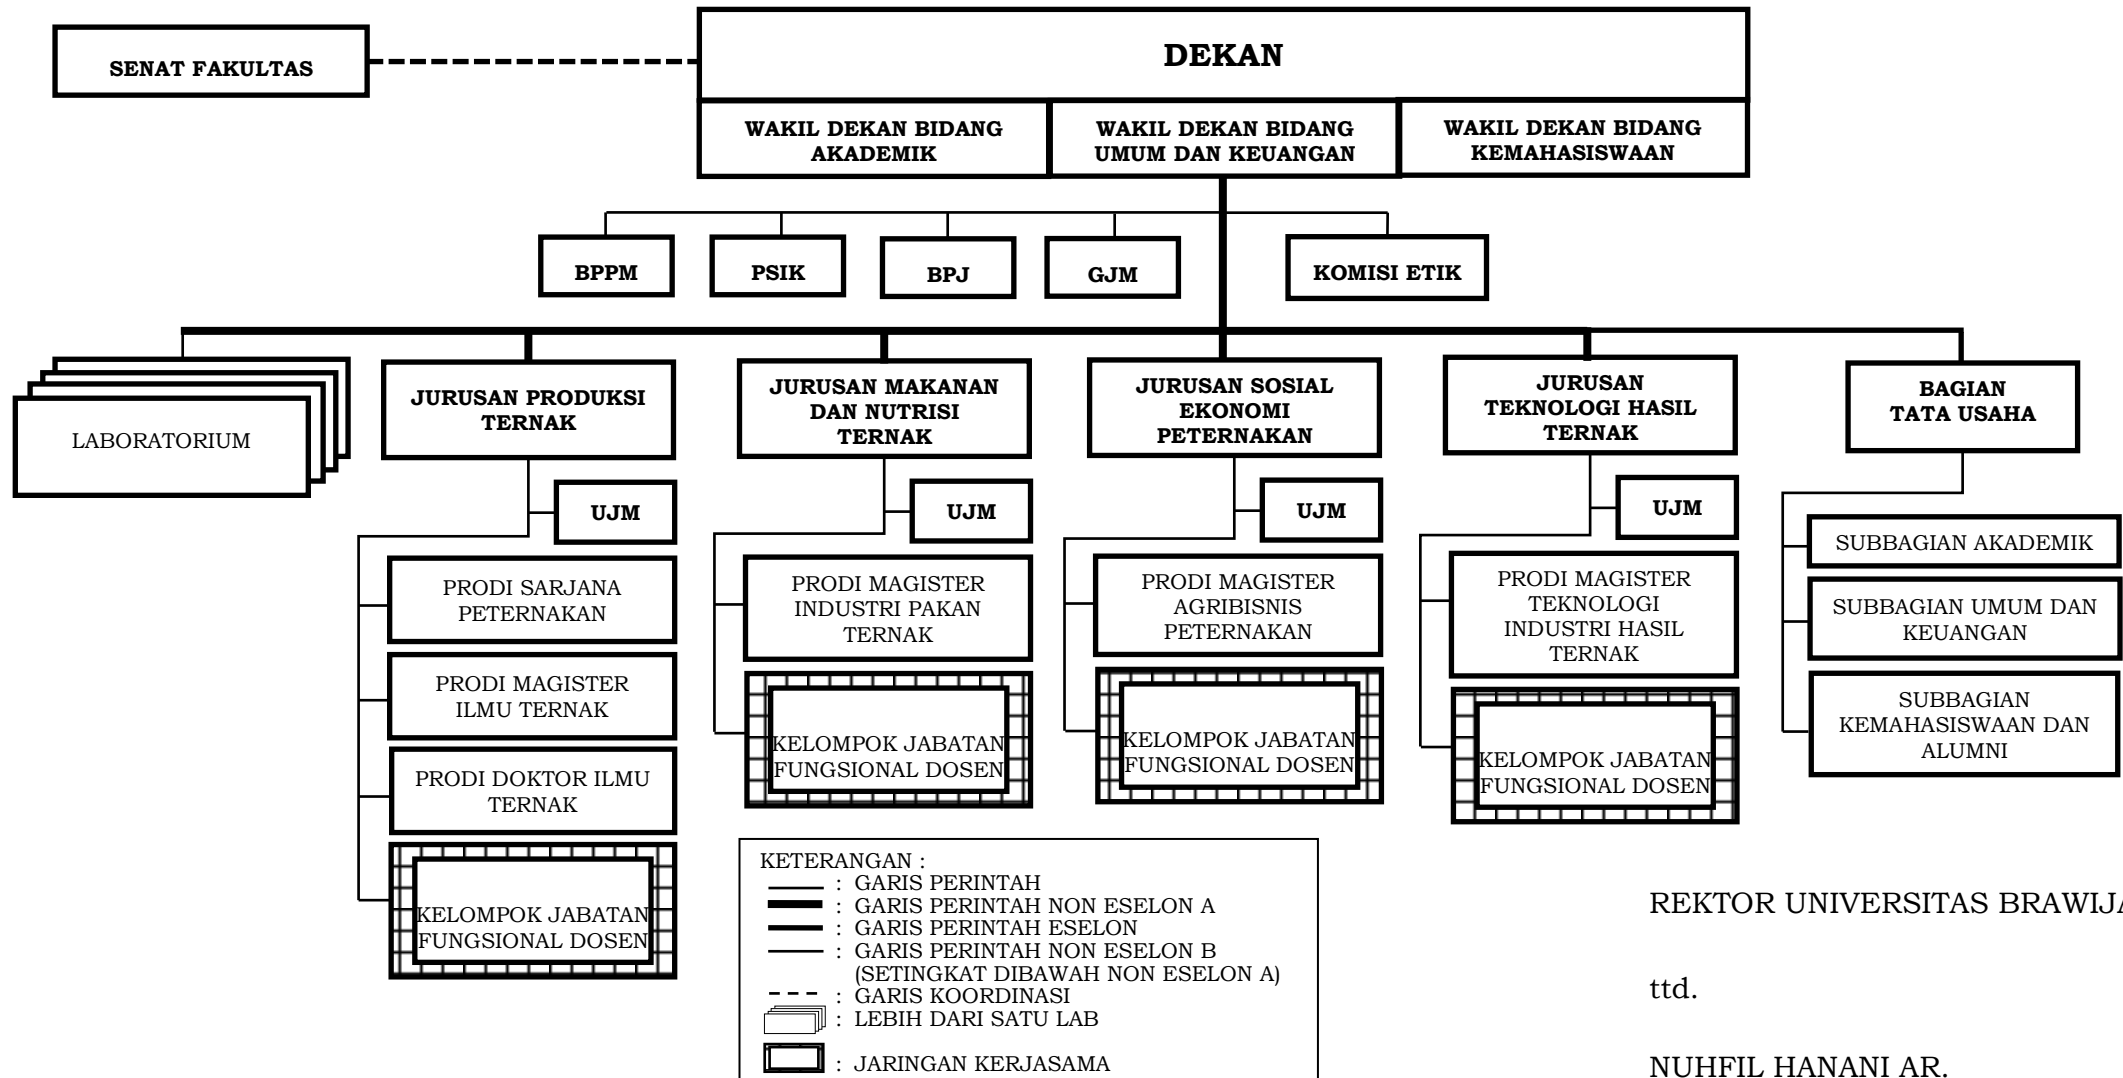 SENAT FAKULTAS
DEKAN
WAKIL DEKAN BIDANG
AKADEMIK
WAKIL DEKAN BIDANG
UMUM DAN KEUANGAN
WAKIL DEKAN BIDANG
KEMAHASISWAAN
BPPM
PSIK
BPJ
GJM
KOMISI ETIK
LABORATORIUM
JURUSAN PRODUKSI
TERNAK
UJM
PRODI SARJANA
PETERNAKAN
PRODI MAGISTER
ILMU TERNAK
PRODI DOKTOR ILMU
TERNAK
KELOMPOK JABATAN
FUNGSIONAL DOSEN
JURUSAN MAKANAN
DAN NUTRISI
TERNAK
UJM
PRODI MAGISTER
INDUSTRI PAKAN
TERNAK
KELOMPOK JABATAN
FUNGSIONAL DOSEN
JURUSAN SOSIAL
EKONOMI
PETERNAKAN
UJM
PRODI MAGISTER
AGRIBISNIS
PETERNAKAN
KELOMPOK JABATAN
FUNGSIONAL DOSEN
JURUSAN
TEKNOLOGI HASIL
TERNAK
UJM
PRODI MAGISTER
TEKNOLOGI
INDUSTRI HASIL
TERNAK
KELOMPOK JABATAN
FUNGSIONAL DOSEN
BAGIAN
TATA USAHA
SUBBAGIAN AKADEMIK
SUBBAGIAN UMUM DAN
KEUANGAN
SUBBAGIAN
KEMAHASISWAAN DAN
ALUMNI
KETERANGAN :
: GARIS PERINTAH
: GARIS PERINTAH NON ESELON A
: GARIS PERINTAH ESELON
: GARIS PERINTAH NON ESELON B
(SETINGKAT DIBAWAH NON ESELON A)
: GARIS KOORDINASI
: LEBIH DARI SATU LAB
: JARINGAN KERJASAMA
REKTOR UNIVERSITAS
ttd.
NUHFIL HANANI AR.